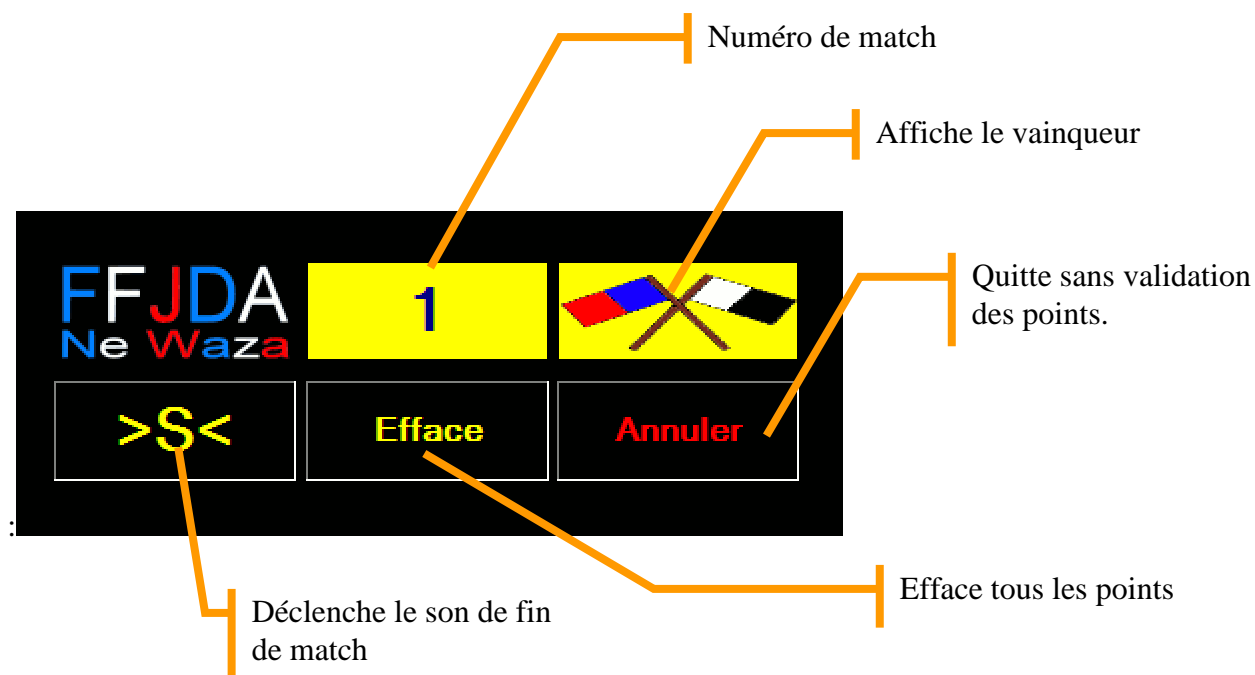 Numéro de match
Affiche le vainqueur
Quitte sans validation
des points.
FFJDA
Ne Waza
1
>S<
Efface
Annuler
:
Efface tous les points
Déclenche le son de fin
de match